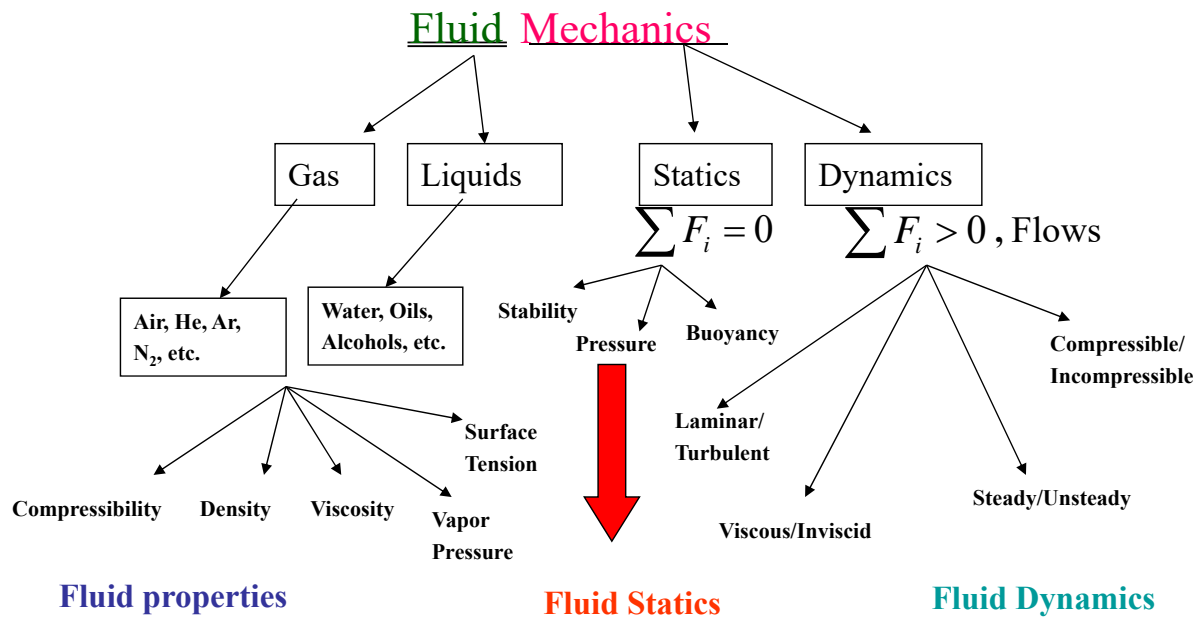 Fluid Mechanics
Gas
Liquids
Statics
Dynamics
∑ F_i = 0
∑ F_i > 0 , Flows
Air, He, Ar,
N₂, etc.
Water, Oils,
Alcohols, etc.
Stability
Pressure
Buoyancy
Compressible/
Incompressible
Laminar/
Turbulent
Surface
Tension
Compressibility
Density
Viscosity
Vapor
Pressure
Viscous/Inviscid
Steady/Unsteady
Fluid properties
Fluid Statics
Fluid Dynamics